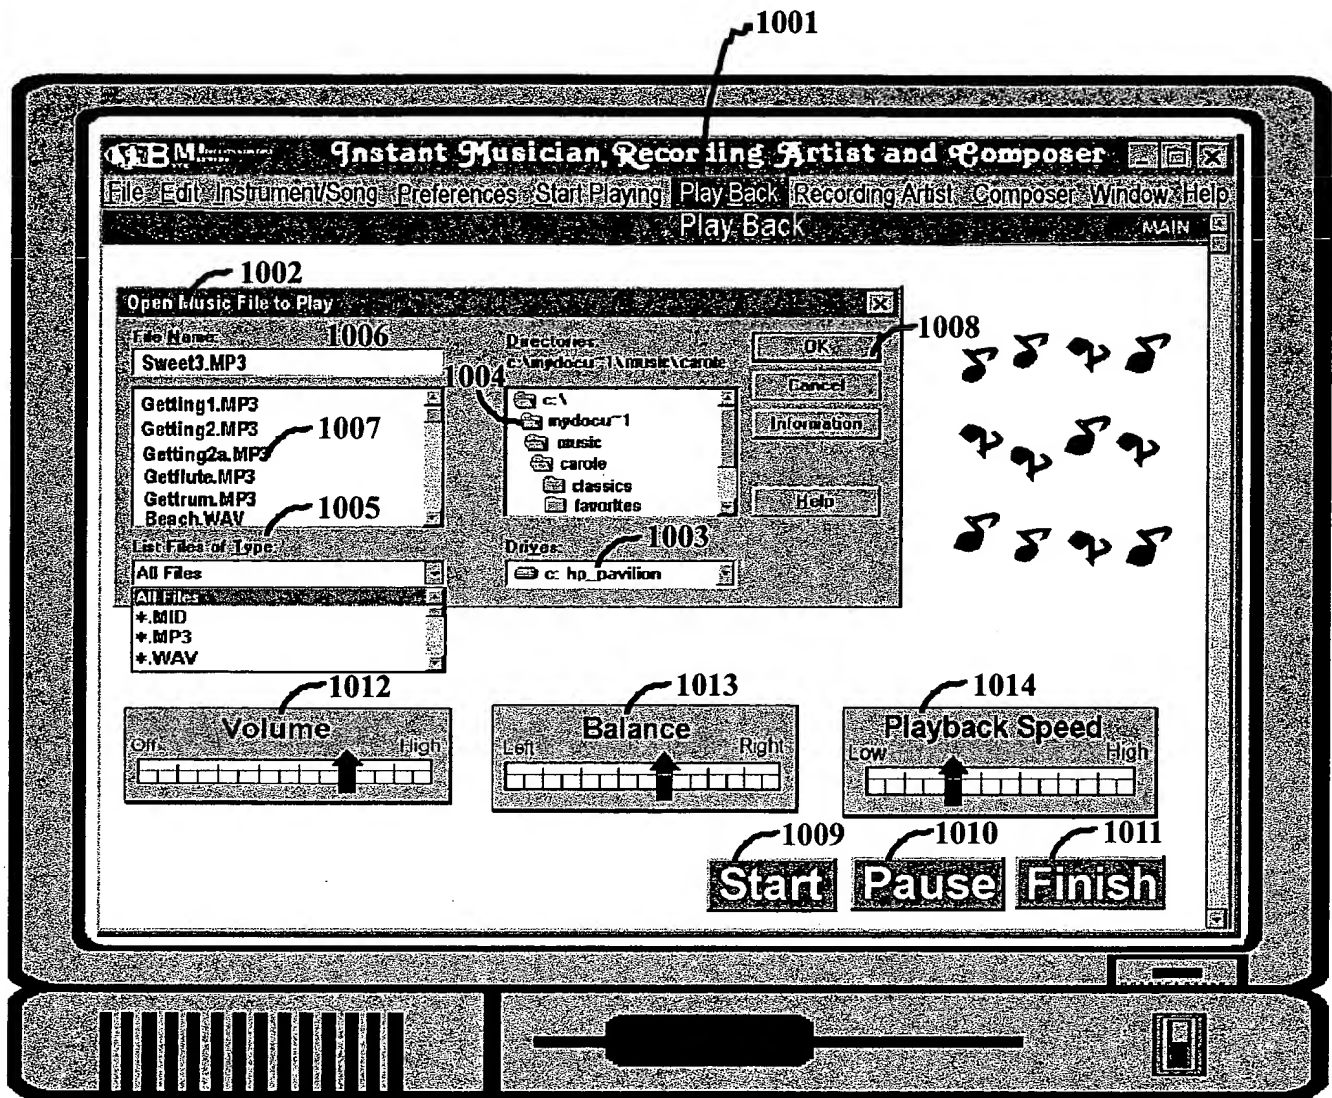 1001
Instant Musician, Recording Artist and Composer
File Edit Instrument/Song Preferences Start Playing Play Back Recording Artist Composer Window Help
Play Back MAIN
1002
Open Music File to Play
File Name: 1006
Sweet3.MP3
Getting1.MP3
Getting2.MP3
1007
Getting2a.MP3
Getflute.MP3
Gettrum.MP3
Beach.WAV
1005
List Files of Type:
All Files
All Files
*.MID
*.MP3
*.WAV
Directories:
c:\mydocu~1\music\carole
1004
c:\
mydocu~1
music
carole
classics
favorites
Drives: 1003
c: hp_pavilion
OK
1008
Cancel
Information
Help
1012
Volume
Off High
1013
Balance
Left Right
1014
Playback Speed
Low High
1009
Start
1010
Pause
1011
Finish